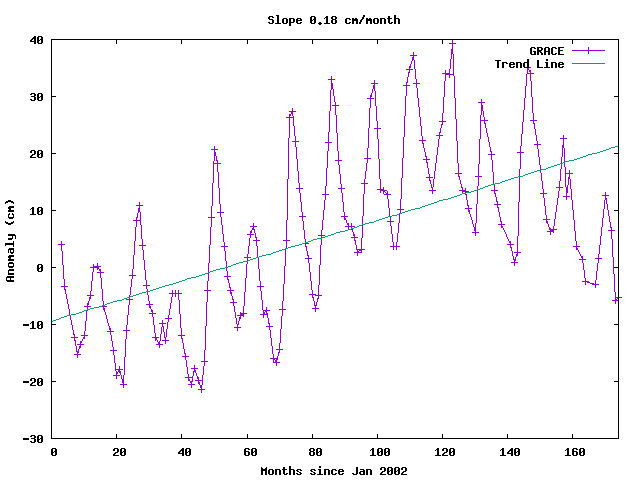 Slope 0.18 cm/month
GRACE
Trend Line
40
30
20
10
0
-10
-20
-30
Anomaly (cm)
0 20 40 60 80 100 120 140 160
Months since Jan 2002